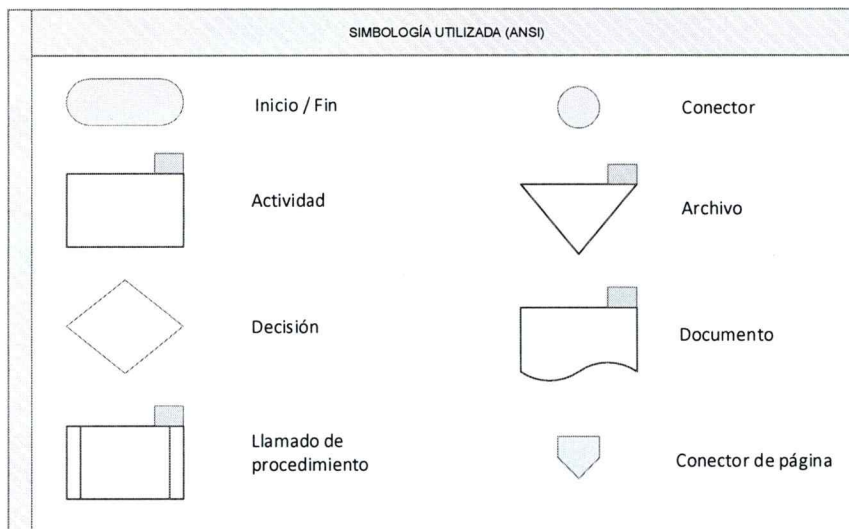 SIMBOLOGÍA UTILIZADA (ANSI)
Inicio / Fin
Conector
Actividad
Archivo
Decisión
Documento
Llamado de
procedimiento
Conector de página